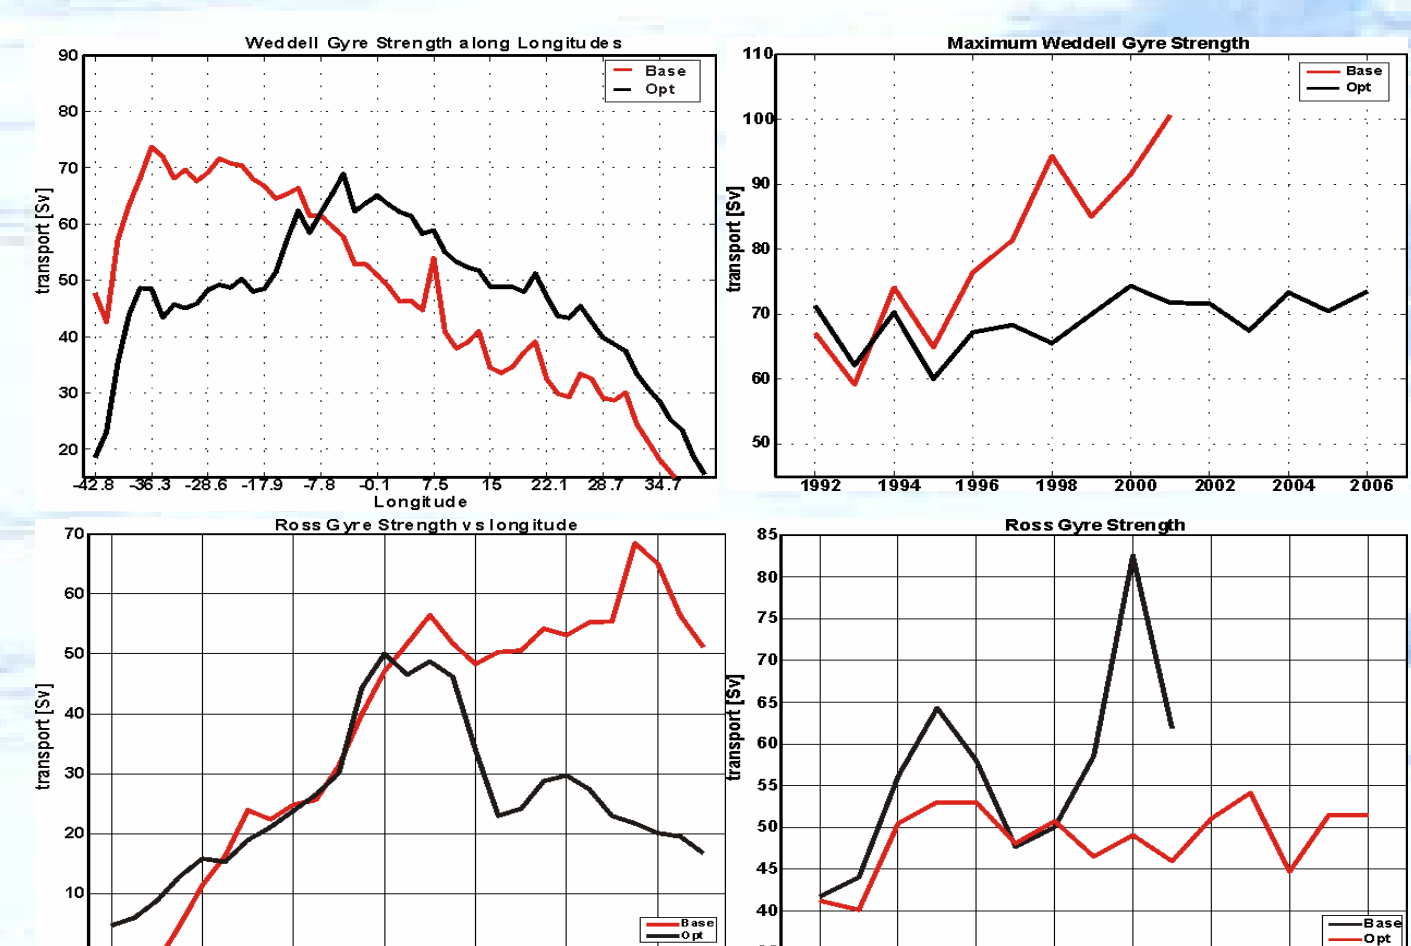 Weddell Gyre Strength along Longitudes
90
80
70
60
50
40
30
20
transport [Sv]
Base
Opt
-42.8 -36.3 -28.6 -17.9 -7.8 -0.1 7.5 15 22.1 28.7 34.7
Longitude
Maximum Weddell Gyre Strength
110
100
90
80
70
60
50
transport [Sv]
Base
Opt
1992 1994 1996 1998 2000 2002 2004 2006
Ross Gyre Strength vs longitude
70
60
50
40
30
20
10
transport [Sv]
Base
Opt
Ross Gyre Strength
85
80
75
70
65
60
55
50
45
40
transport [Sv]
Base
Opt